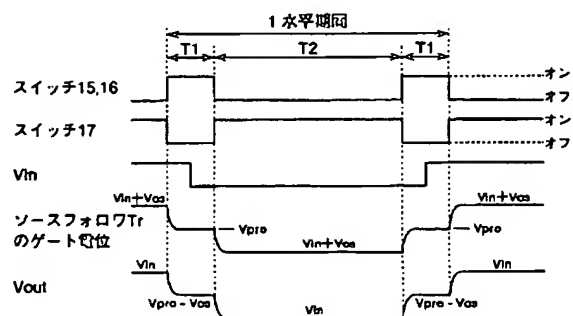 1 水平期間
T1 T2 T1
スイッチ15,16
オン
オフ
スイッチ17
オン
オフ
Vin
Vin+Vos Vin+Vos
ソースフォロワTr
のゲート電位
Vpre Vpre
Vin+Vos
Vin Vin
Vout
Vpre - Vos Vin Vpre - Vos